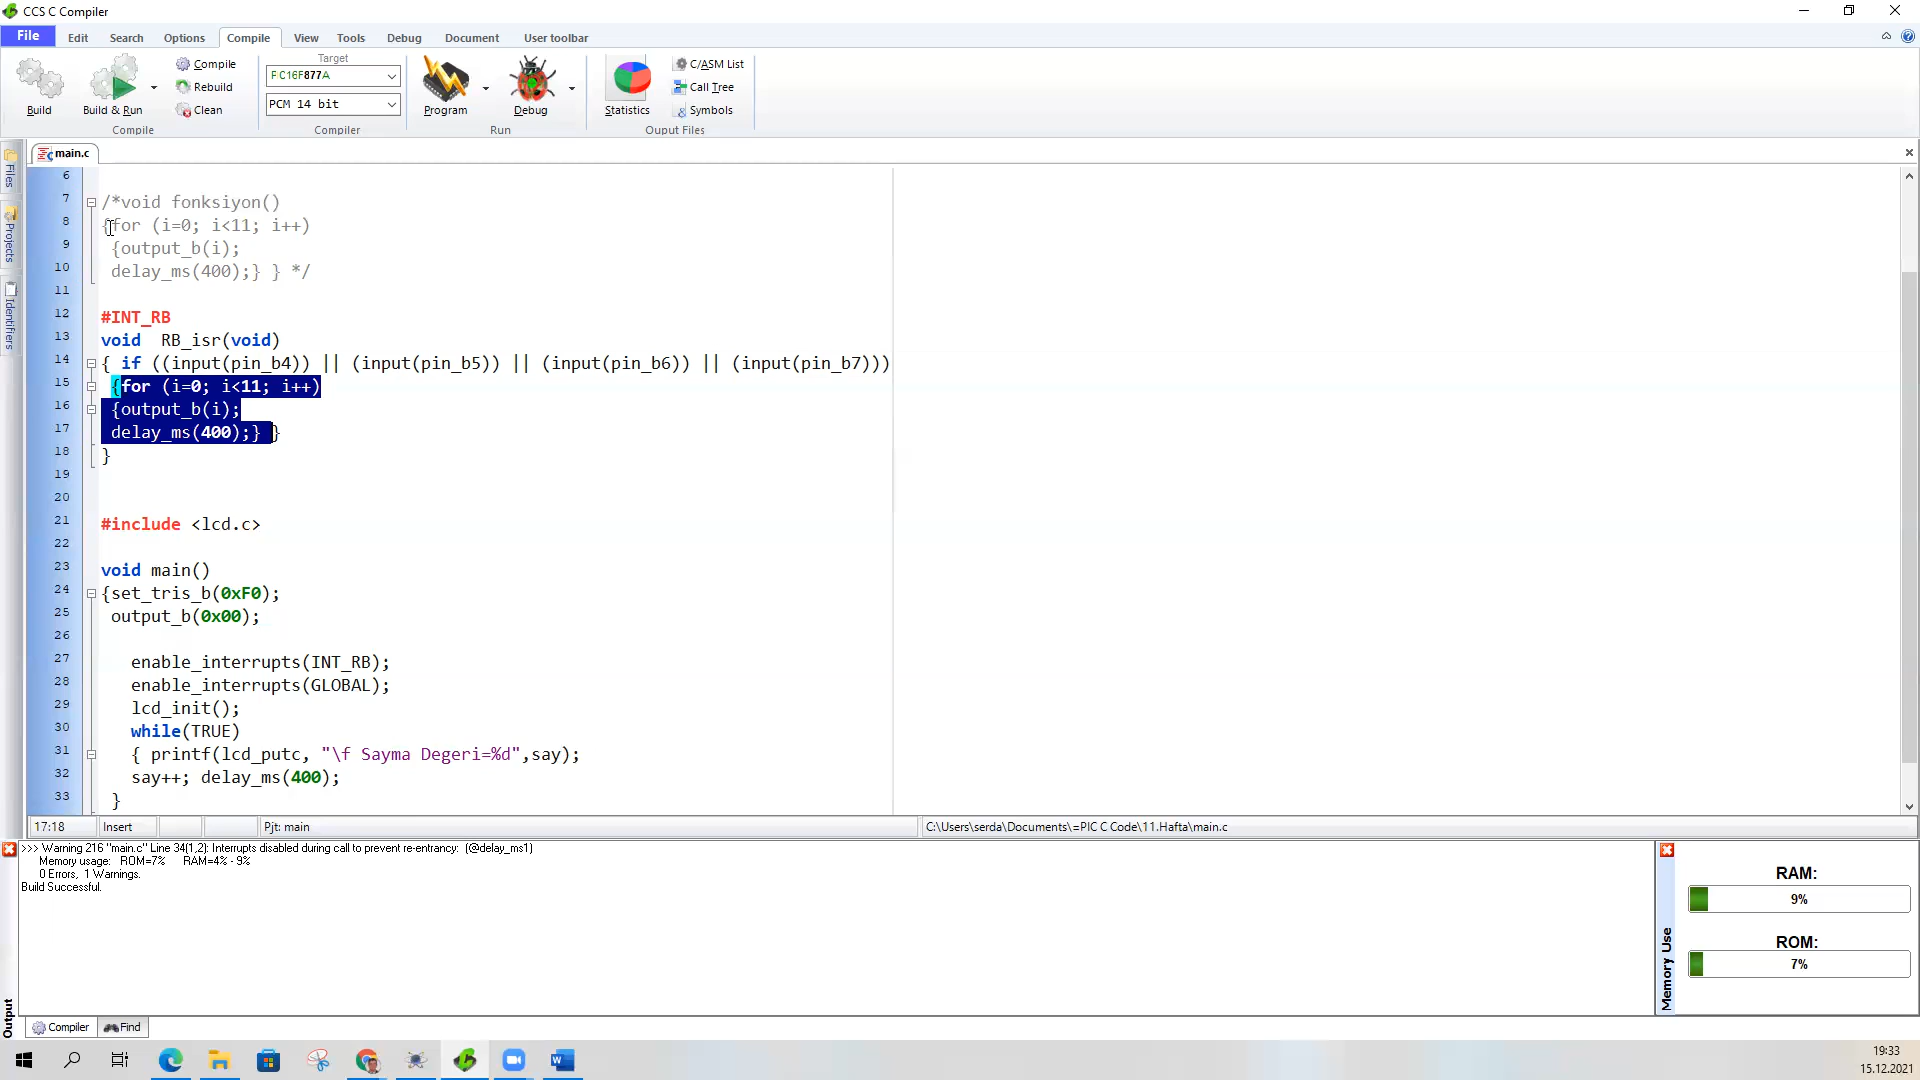 CCS C Compiler
File Edit Search Options Compile View Tools Debug Document User toolbar
Build
Build & Run
Compile
Rebuild
Clean
Compile
Target
PIC16F877A
PCM 14 bit
Compiler
Program
Debug
Run
Statistics
C/ASM List
Call Tree
Symbols
Ouput Files
Files
Projects
Identifiers
main.c
6
7 /*void fonksiyon()
8 {for (i=0; i<11; i++)
9 {output_b(i);
10 delay_ms(400);} } */
11
12 #INT_RB
13 void  RB_isr(void)
14 { if ((input(pin_b4)) || (input(pin_b5)) || (input(pin_b6)) || (input(pin_b7)))
15 {for (i=0; i<11; i++)
16 {output_b(i);
17 delay_ms(400);} }
18 }
19
20
21 #include <lcd.c>
22
23 void main()
24 {set_tris_b(0xF0);
25 output_b(0x00);
26
27 enable_interrupts(INT_RB);
28 enable_interrupts(GLOBAL);
29 lcd_init();
30 while(TRUE)
31 { printf(lcd_putc, "\f Sayma Degeri=%d",say);
32 say++; delay_ms(400);
33 }
17:18 Insert Pjt: main C:\Users\serda\Documents\=PIC C Code\11.Hafta\main.c
>>> Warning 216 "main.c" Line 34(1,2): Interrupts disabled during call to prevent re-entrancy:  (@delay_ms1)
Memory usage:   ROM=7%      RAM=4% - 9%
0 Errors,  1 Warnings.
Build Successful.
Output
Memory Use
RAM:
9%
ROM:
7%
Compiler Find
19:33
15.12.2021